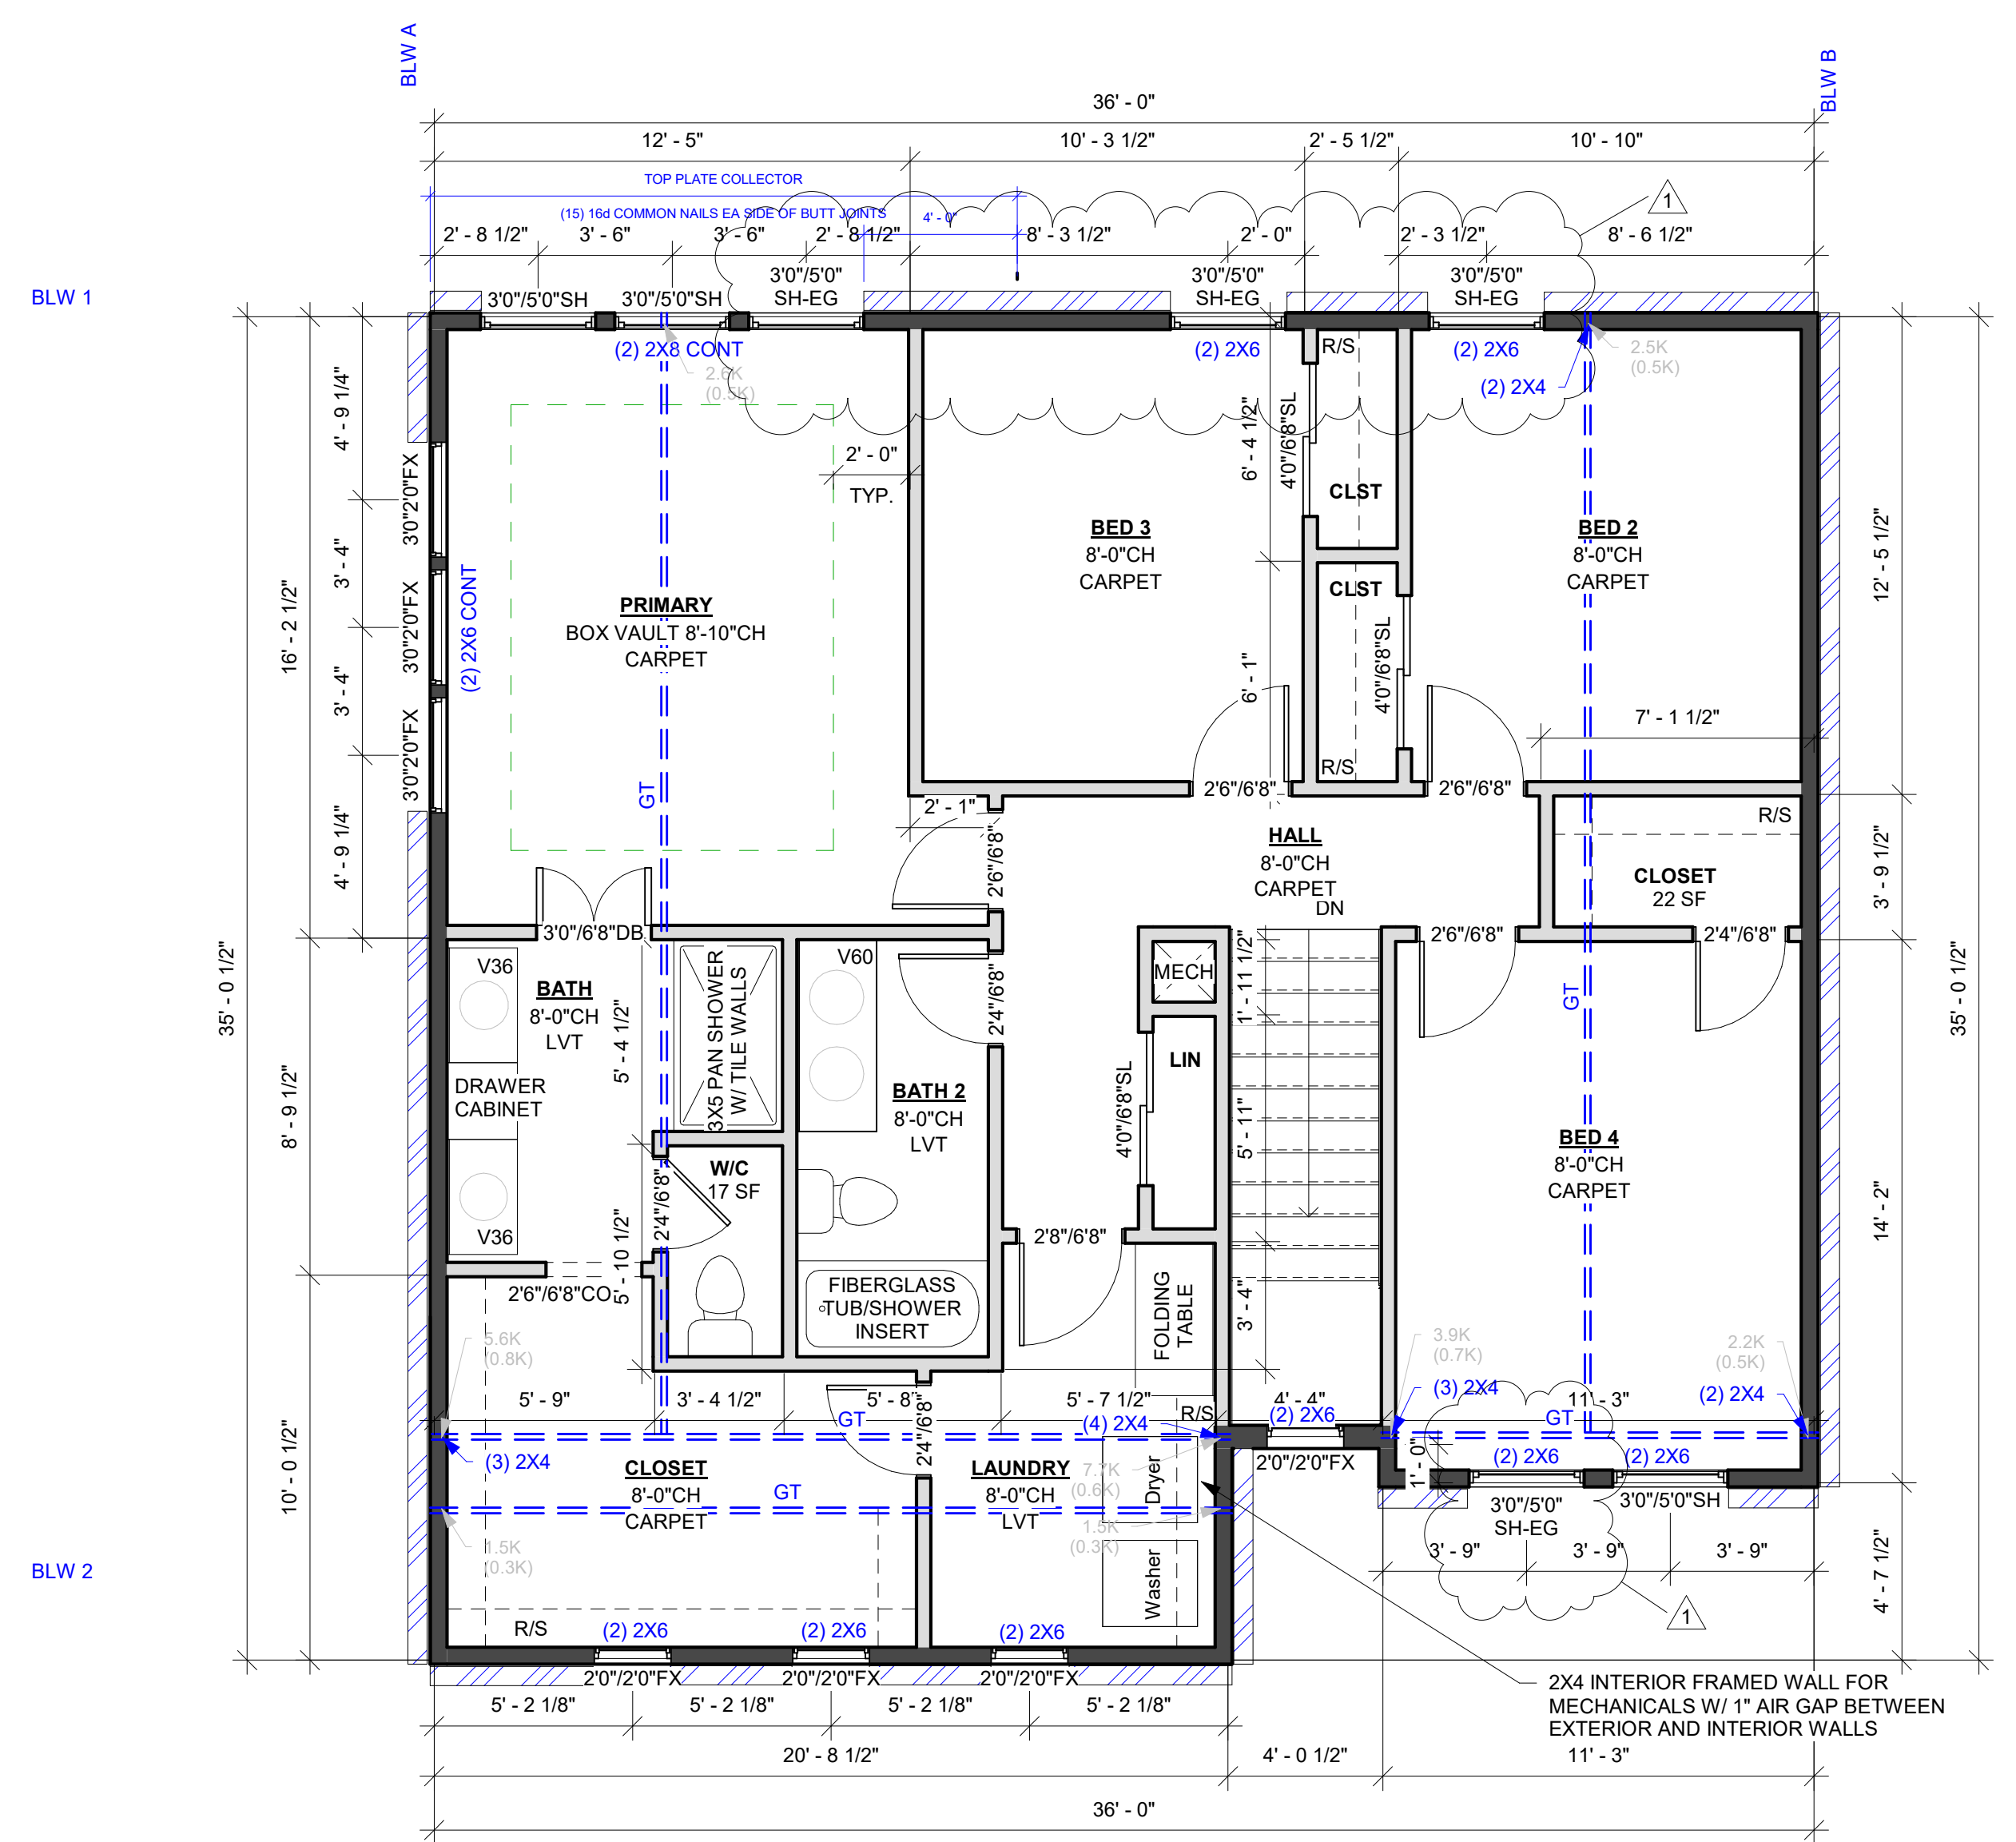 BLW A
BLW B
36' - 0"
12' - 5"
10' - 3 1/2"
2' - 5 1/2"
10' - 10"
TOP PLATE COLLECTOR
(15) 16d COMMON NAILS EA SIDE OF BUTT JOINTS
4' - 0"
1
2' - 8 1/2"
3' - 6"
3' - 6"
2' - 8 1/2"
8' - 3 1/2"
2' - 0"
2' - 3 1/2"
8' - 6 1/2"
BLW 1
3'0"/5'0"SH
3'0"/5'0"SH
3'0"/5'0"
SH-EG
3'0"/5'0"
SH-EG
3'0"/5'0"
SH-EG
(2) 2X8 CONT
2.6K
(0.5K)
(2) 2X6
R/S
(2) 2X6
(2) 2X4
2.5K
(0.5K)
4' - 9 1/4"
3' - 4"
3' - 4"
4' - 9 1/4"
16' - 2 1/2"
8' - 9 1/2"
10' - 0 1/2"
35' - 0 1/2"
3'0"2'0"FX
3'0"2'0"FX
3'0"2'0"FX
(2) 2X6 CONT
2' - 0"
TYP.
6' - 4 1/2"
4'0"/6'8"SL
CLST
BED 3
8'-0"CH
CARPET
BED 2
8'-0"CH
CARPET
12' - 5 1/2"
PRIMARY
BOX VAULT 8'-10"CH
CARPET
CLST
4'0"/6'8"SL
6' - 1"
7' - 1 1/2"
R/S
GT
2'6"/6'8"
2'6"/6'8"
2' - 1"
2'6"/6'8"
HALL
8'-0"CH
CARPET
DN
R/S
CLOSET
22 SF
3' - 9 1/2"
3'0"/6'8"DB
2'6"/6'8"
2'4"/6'8"
V36
BATH
8'-0"CH
LVT
5' - 4 1/2"
3X5 PAN SHOWER
W/ TILE WALLS
V60
2'4"/6'8"
MECH
1' - 11 1/2"
GT
35' - 0 1/2"
DRAWER
CABINET
BATH 2
8'-0"CH
LVT
LIN
4'0"/6'8"SL
5' - 11"
BED 4
8'-0"CH
CARPET
14' - 2"
W/C
17 SF
2'4"/6'8"
V36
5' - 10 1/2"
2'8"/6'8"
2'6"/6'8"CO
FIBERGLASS
TUB/SHOWER
INSERT
FOLDING
TABLE
3' - 4"
5.6K
(0.8K)
3.9K
(0.7K)
2.2K
(0.5K)
5' - 9"
3' - 4 1/2"
5' - 8"
5' - 7 1/2"
4' - 4"
(3) 2X4
11' - 3"
(2) 2X4
GT
(4) 2X4
R/S
(2) 2X6
GT
2'4"/6'8"
(3) 2X4
CLOSET
8'-0"CH
CARPET
GT
LAUNDRY
8'-0"CH
LVT
7.7K
(0.6K)
Dryer
2'0"/2'0"FX
1' - 0"
(2) 2X6
(2) 2X6
3'0"/5'0"
SH-EG
3'0"/5'0"SH
1.5K
(0.3K)
1.5K
(0.3K)
Washer
3' - 9"
3' - 9"
3' - 9"
4' - 7 1/2"
BLW 2
1
R/S
(2) 2X6
(2) 2X6
(2) 2X6
2'0"/2'0"FX
2'0"/2'0"FX
2'0"/2'0"FX
2X4 INTERIOR FRAMED WALL FOR
MECHANICALS W/ 1" AIR GAP BETWEEN
EXTERIOR AND INTERIOR WALLS
5' - 2 1/8"
5' - 2 1/8"
5' - 2 1/8"
5' - 2 1/8"
20' - 8 1/2"
4' - 0 1/2"
11' - 3"
36' - 0"